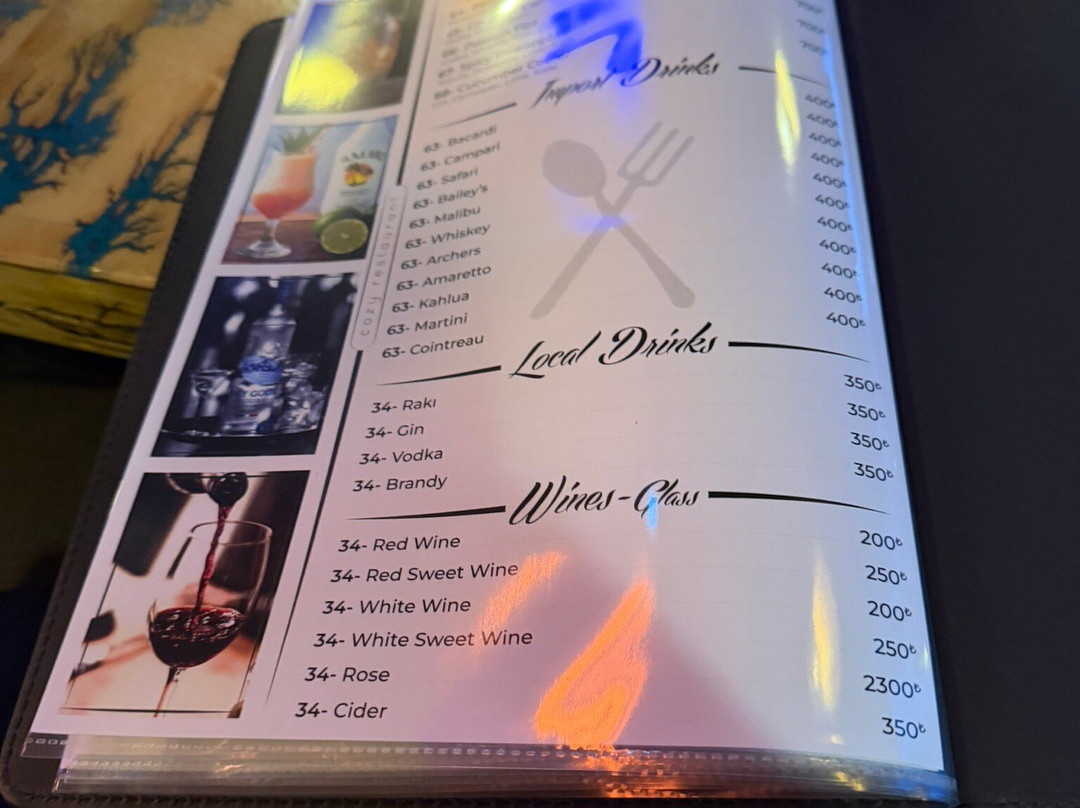 Import Drinks
63- Bacardi 400₺
63- Campari 400₺
63- Safari 400₺
63- Bailey's 400₺
63- Malibu 400₺
63- Whiskey 400₺
63- Archers 400₺
63- Amaretto 400₺
63- Kahlua 400₺
63- Martini 400₺
63- Cointreau 400₺
cozy restaurant
Local Drinks
34- Rakı 350₺
34- Gin 350₺
34- Vodka 350₺
34- Brandy 350₺
Wines-Glass
34- Red Wine 200₺
34- Red Sweet Wine 250₺
34- White Wine 200₺
34- White Sweet Wine 250₺
34- Rose 2300₺
34- Cider 350₺